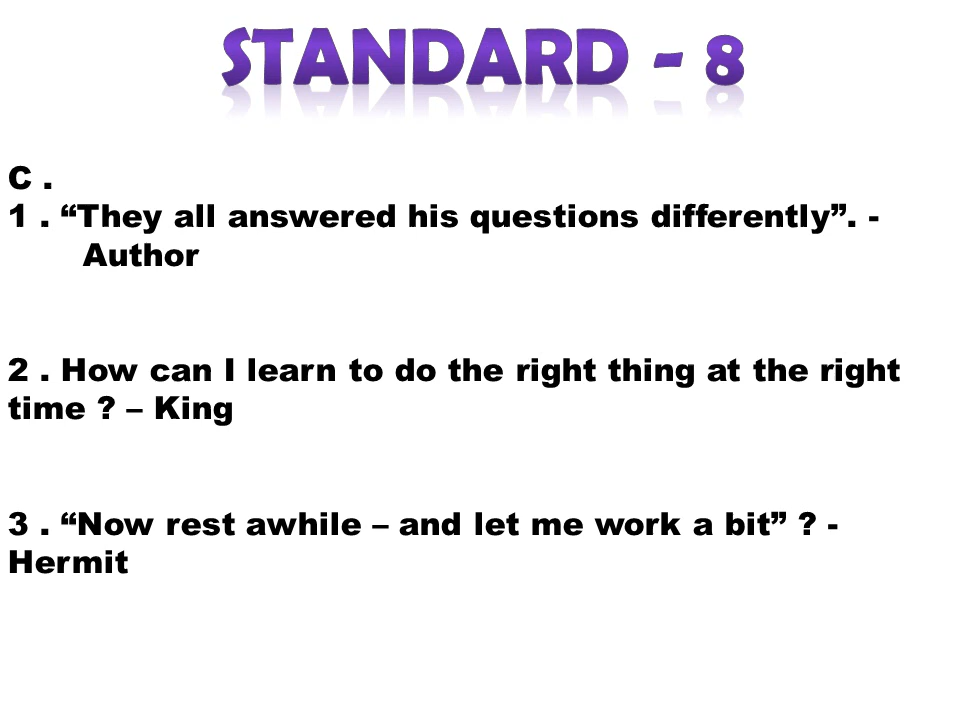 STANDARD - 8
C .
1 . “They all answered his questions differently”. -
Author
2 . How can I learn to do the right thing at the right
time ? – King
3 . “Now rest awhile – and let me work a bit” ? -
Hermit